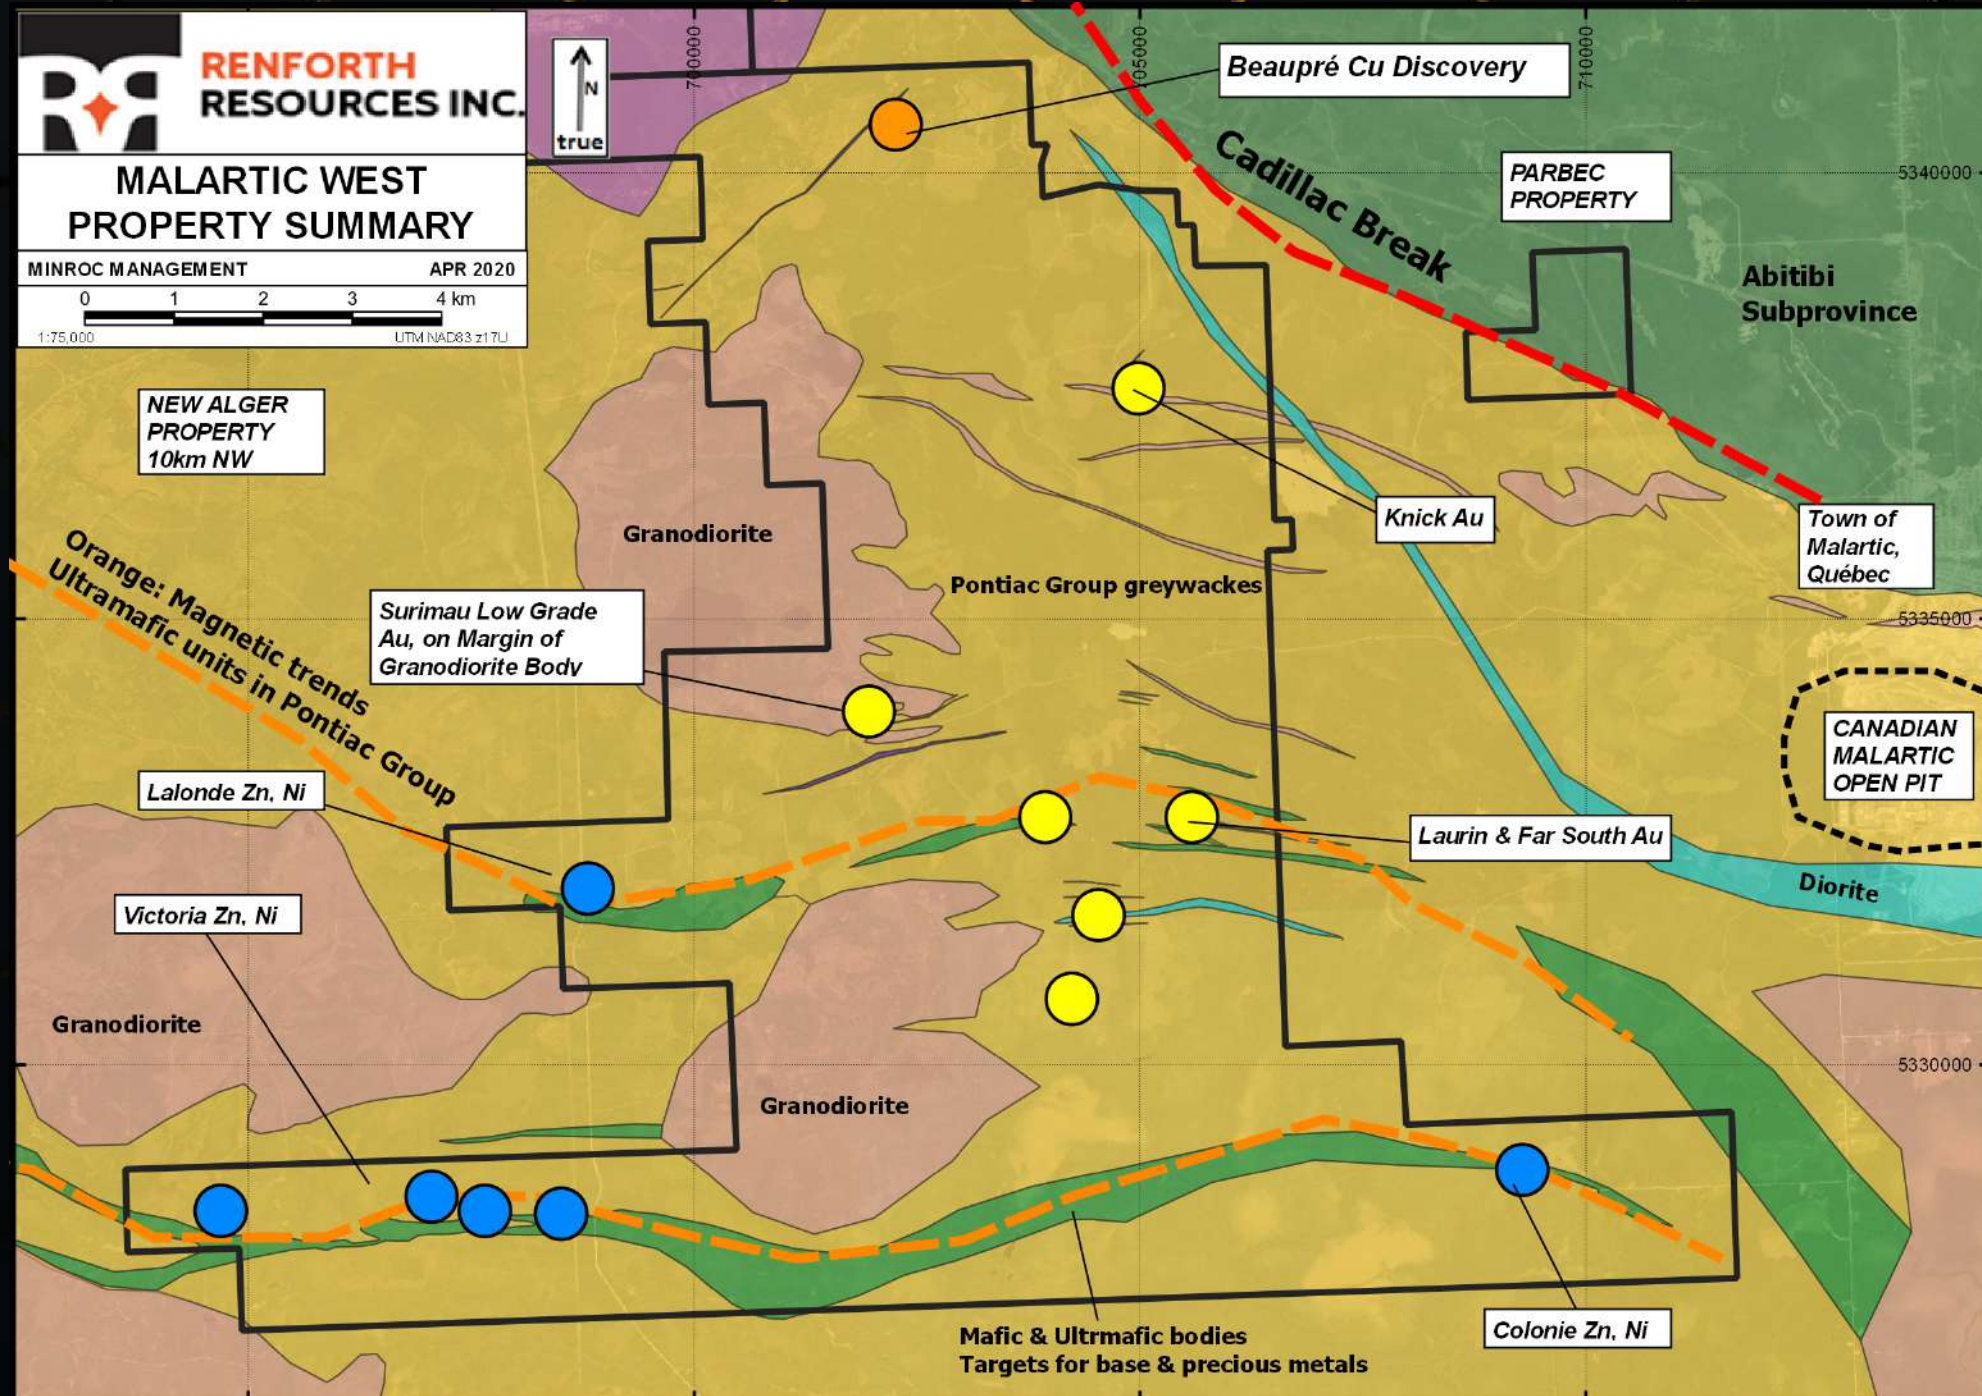 RENFORTH
RESOURCES INC.
MALARTIC WEST
PROPERTY SUMMARY
MINROC MANAGEMENT APR 2020
0 1 2 3 4 km
1:75,000 UTM NAD83 z17U
N
true
700000
705000
710000
Beaupré Cu Discovery
Cadillac Break
PARBEC
PROPERTY
5340000
Abitibi
Subprovince
NEW ALGER
PROPERTY
10km NW
Granodiorite
Knick Au
Town of
Malartic,
Québec
Pontiac Group greywackes
5335000
Orange: Magnetic trends
Ultramafic units in Pontiac Group
Surimau Low Grade
Au, on Margin of
Granodiorite Body
CANADIAN
MALARTIC
OPEN PIT
Lalonde Zn, Ni
Laurin & Far South Au
Diorite
Victoria Zn, Ni
Granodiorite
5330000
Granodiorite
Colonie Zn, Ni
Mafic & Ultrmafic bodies
Targets for base & precious metals